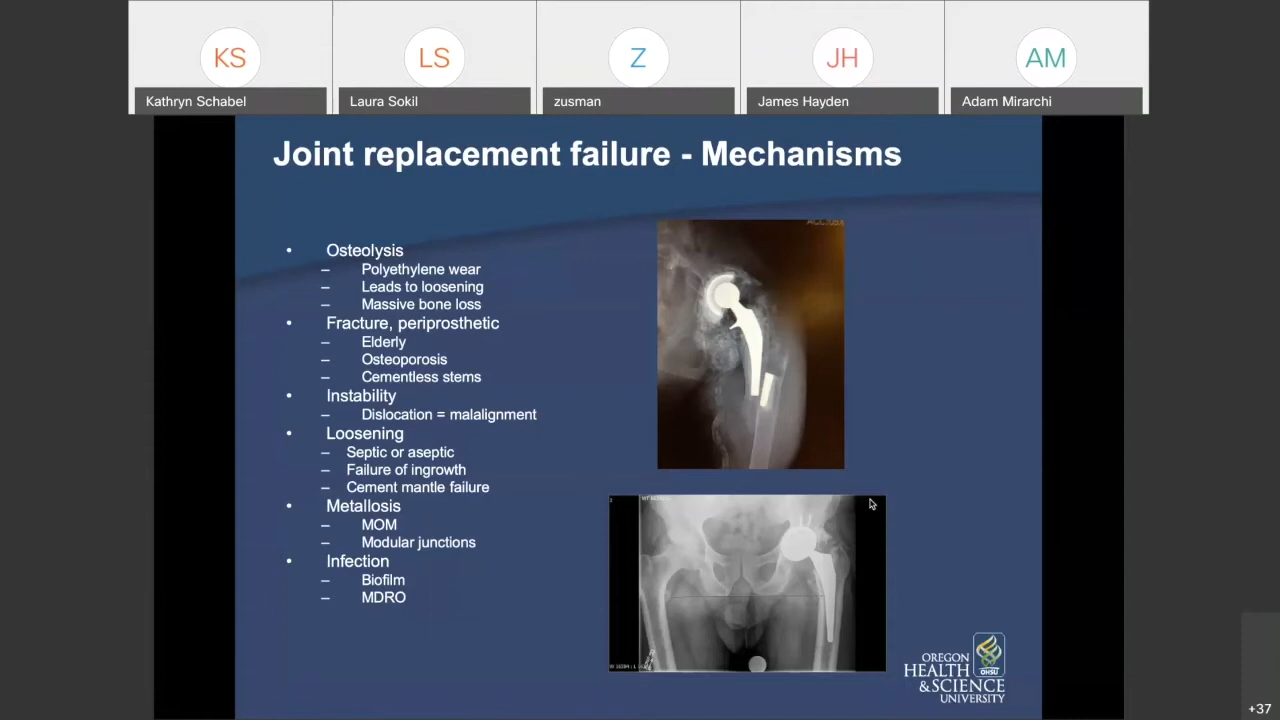 KS
LS
Z
JH
AM
Kathryn Schabel
Laura Sokil
zusman
James Hayden
Adam Mirarchi
Joint replacement failure - Mechanisms
• Osteolysis
– Polyethylene wear
– Leads to loosening
– Massive bone loss
• Fracture, periprosthetic
– Elderly
– Osteoporosis
– Cementless stems
• Instability
– Dislocation = malalignment
• Loosening
– Septic or aseptic
– Failure of ingrowth
– Cement mantle failure
• Metallosis
– MOM
– Modular junctions
• Infection
– Biofilm
– MDRO
OREGON
HEALTH
&SCIENCE
UNIVERSITY
OHSU
+37